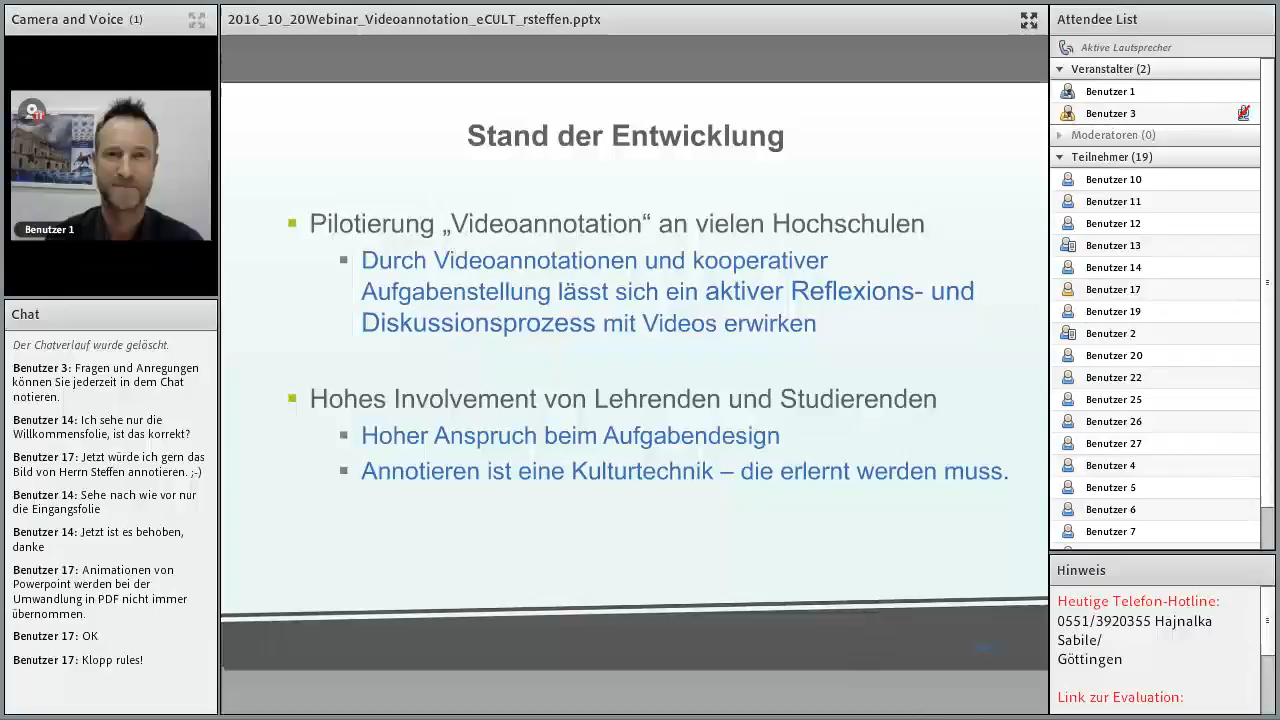 Camera and Voice (1)
Benutzer 1
Chat
Der Chatverlauf wurde gelöscht.
Benutzer 3: Fragen und Anregungen
können Sie jederzeit in dem Chat
notieren.
Benutzer 14: Ich sehe nur die
Willkommensfolie, ist das korrekt?
Benutzer 17: Jetzt würde ich gern das
Bild von Herrn Steffen annotieren. ;-)
Benutzer 14: Sehe nach wie vor nur
die Eingangsfolie
Benutzer 14: Jetzt ist es behoben,
danke
Benutzer 17: Animationen von
Powerpoint werden bei der
Umwandlung in PDF nicht immer
übernommen.
Benutzer 17: OK
Benutzer 17: Klopp rules!
2016_10_20Webinar_Videoannotation_eCULT_rsteffen.pptx
Stand der Entwicklung
Pilotierung „Videoannotation“ an vielen Hochschulen
Durch Videoannotationen und kooperativer
Aufgabenstellung lässt sich ein aktiver Reflexions- und
Diskussionsprozess mit Videos erwirken
Hohes Involvement von Lehrenden und Studierenden
Hoher Anspruch beim Aufgabendesign
Annotieren ist eine Kulturtechnik – die erlernt werden muss.
Attendee List
Aktive Lautsprecher
Veranstalter (2)
Benutzer 1
Benutzer 3
Moderatoren (0)
Teilnehmer (19)
Benutzer 10
Benutzer 11
Benutzer 12
Benutzer 13
Benutzer 14
Benutzer 17
Benutzer 19
Benutzer 2
Benutzer 20
Benutzer 22
Benutzer 25
Benutzer 26
Benutzer 27
Benutzer 4
Benutzer 5
Benutzer 6
Benutzer 7
Hinweis
Heutige Telefon-Hotline:
0551/3920355 Hajnalka
Sabile/
Göttingen
Link zur Evaluation: